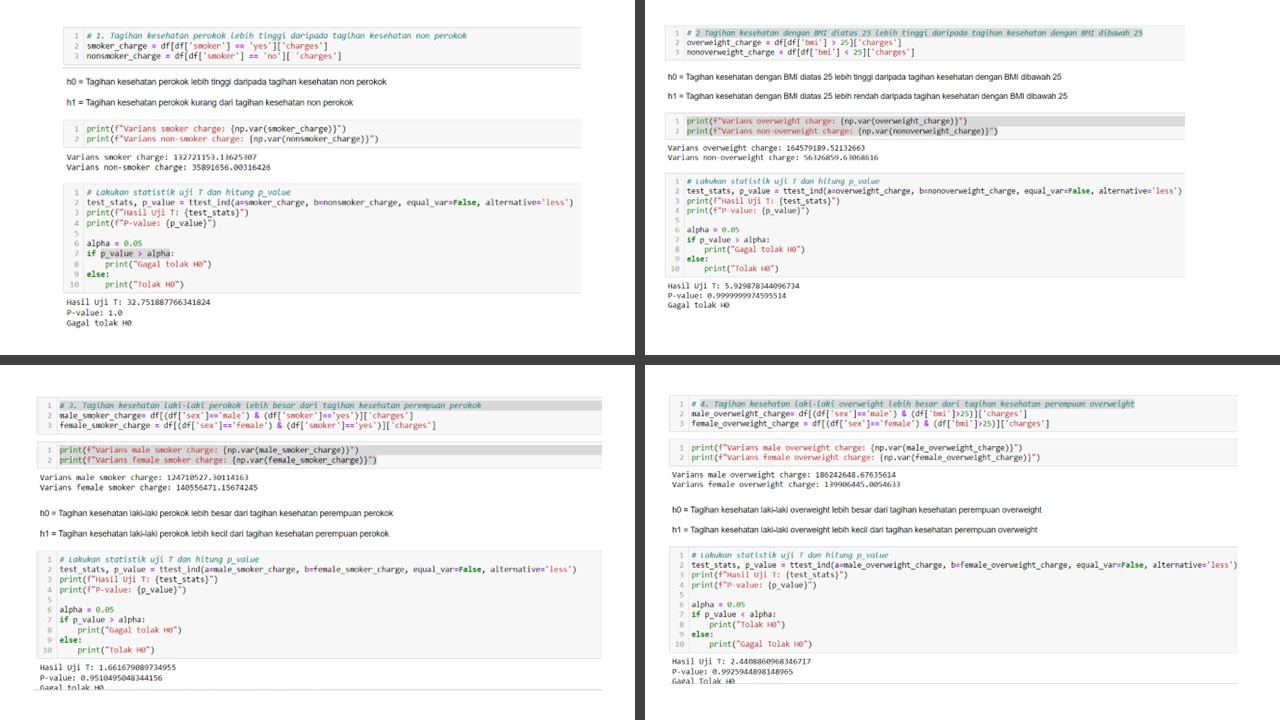 1 # 1. Tagihan kesehatan perokok lebih tinggi daripada tagihan kesehatan non perokok
2 smoker_charge = df[df['smoker'] == 'yes']['charges']
3 nonsmoker_charge = df[df['smoker'] == 'no'][ 'charges']
h0 = Tagihan kesehatan perokok lebih tinggi daripada tagihan kesehatan non perokok
h1 = Tagihan kesehatan perokok kurang dari tagihan kesehatan non perokok
1 print(f"Varians smoker charge: {np.var(smoker_charge)}")
2 print(f"Varians non-smoker charge: {np.var(nonsmoker_charge)}")
Varians smoker charge: 132721153.13625307
Varians non-smoker charge: 35891656.00316426
1 # Lakukan statistik uji T dan hitung p_value
2 test_stats, p_value = ttest_ind(a=smoker_charge, b=nonsmoker_charge, equal_var=False, alternative='less')
3 print(f"Hasil Uji T: {test_stats}")
4 print(f"P-value: {p_value}")
5
6 alpha = 0.05
7 if p_value > alpha:
8 print("Gagal tolak H0")
9 else:
10 print("Tolak H0")
Hasil Uji T: 32.751887766341824
P-value: 1.0
Gagal tolak H0
1 # 2 Tagihan kesehatan dengan BMI diatas 25 lebih tinggi daripada tagihan kesehatan dengan BMI dibawah 25
2 overweight_charge = df[df['bmi'] > 25]['charges']
3 nonoverweight_charge = df[df['bmi'] < 25]['charges']
h0 = Tagihan kesehatan dengan BMI diatas 25 lebih tinggi daripada tagihan kesehatan dengan BMI dibawah 25
h1 = Tagihan kesehatan dengan BMI diatas 25 lebih rendah daripada tagihan kesehatan dengan BMI dibawah 25
1 print(f"Varians overweight charge: {np.var(overweight_charge)}")
2 print(f"Varians non-overweight charge: {np.var(nonoverweight_charge)}")
Varians overweight charge: 164579189.52132663
Varians non-overweight charge: 56326859.63068616
1 # Lakukan statistik uji T dan hitung p_value
2 test_stats, p_value = ttest_ind(a=overweight_charge, b=nonoverweight_charge, equal_var=False, alternative='less')
3 print(f"Hasil Uji T: {test_stats}")
4 print(f"P-value: {p_value}")
5
6 alpha = 0.05
7 if p_value > alpha:
8 print("Gagal tolak H0")
9 else:
10 print("Tolak H0")
Hasil Uji T: 5.929878344096734
P-value: 0.9999999974595514
Gagal tolak H0
1 # 3. Tagihan kesehatan laki-laki perokok lebih besar dari tagihan kesehatan perempuan perokok
2 male_smoker_charge= df[(df['sex']=='male') & (df['smoker']=='yes')]['charges']
3 female_smoker_charge = df[(df['sex']=='female') & (df['smoker']=='yes')]['charges']
1 print(f"Varians male smoker charge: {np.var(male_smoker_charge)}")
2 print(f"Varians female smoker charge: {np.var(female_smoker_charge)}")
Varians male smoker charge: 124710527.30114163
Varians female smoker charge: 140556471.15674245
h0 = Tagihan kesehatan laki-laki perokok lebih besar dari tagihan kesehatan perempuan perokok
h1 = Tagihan kesehatan laki-laki perokok lebih kecil dari tagihan kesehatan perempuan perokok
1 # Lakukan statistik uji T dan hitung p_value
2 test_stats, p_value = ttest_ind(a=male_smoker_charge, b=female_smoker_charge, equal_var=False, alternative='less')
3 print(f"Hasil Uji T: {test_stats}")
4 print(f"P-value: {p_value}")
5
6 alpha = 0.05
7 if p_value > alpha:
8 print("Gagal tolak H0")
9 else:
10 print("Tolak H0")
Hasil Uji T: 1.661679089734955
P-value: 0.9510495048344156
Gagal tolak H0
1 # 4. Tagihan kesehatan laki-laki overweight lebih besar dari tagihan kesehatan perempuan overweight
2 male_overweight_charge= df[(df['sex']=='male') & (df['bmi']>25)]['charges']
3 female_overweight_charge = df[(df['sex']=='female') & (df['bmi']>25)]['charges']
1 print(f"Varians male overweight charge: {np.var(male_overweight_charge)}")
2 print(f"Varians female overweight charge: {np.var(female_overweight_charge)}")
Varians male overweight charge: 186242648.67635614
Varians female overweight charge: 139906445.0054633
h0 = Tagihan kesehatan laki-laki overweight lebih besar dari tagihan kesehatan perempuan overweight
h1 = Tagihan kesehatan laki-laki overweight lebih kecil dari tagihan kesehatan perempuan overweight
1 # Lakukan statistik uji T dan hitung p_value
2 test_stats, p_value = ttest_ind(a=male_overweight_charge, b=female_overweight_charge, equal_var=False, alternative='less')
3 print(f"Hasil Uji T: {test_stats}")
4 print(f"P-value: {p_value}")
5
6 alpha = 0.05
7 if p_value < alpha:
8 print("Tolak H0")
9 else:
10 print("Gagal Tolak H0")
Hasil Uji T: 2.4408860968346717
P-value: 0.9925944898148965
Gagal Tolak H0